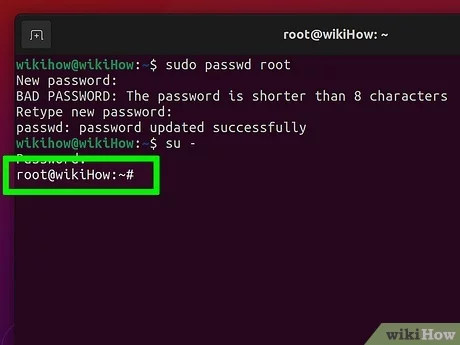 root@wikiHow: ~
wikihow@wikiHow:~$ sudo passwd root
New password:
BAD PASSWORD: The password is shorter than 8 characters
Retype new password:
passwd: password updated successfully
wikihow@wikiHow:~$ su -
Password:
root@wikiHow:~#
wikiHow